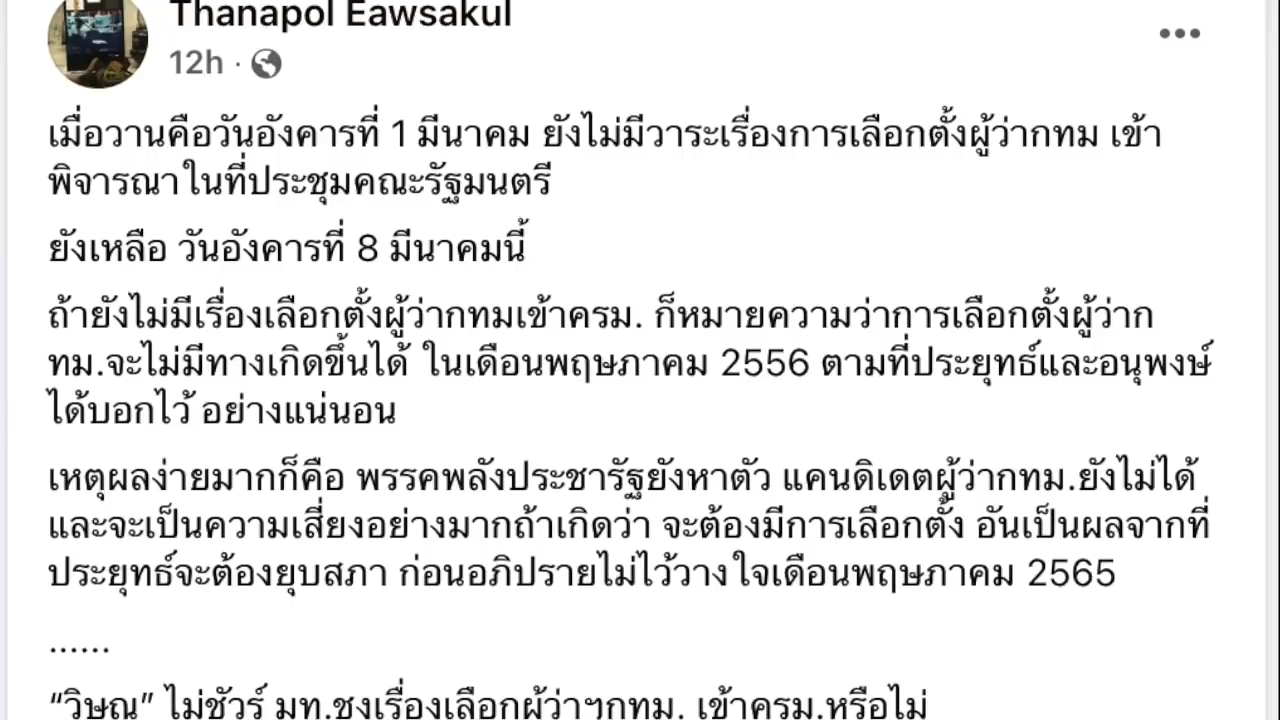 Thanapol Eawsakul
12h ·
เมื่อวานคือวันอังคารที่ 1 มีนาคม ยังไม่มีวาระเรื่องการเลือกตั้งผู้ว่ากทม เข้า
พิจารณาในที่ประชุมคณะรัฐมนตรี
ยังเหลือ วันอังคารที่ 8 มีนาคมนี้
ถ้ายังไม่มีเรื่องเลือกตั้งผู้ว่ากทมเข้าครม. ก็หมายความว่าการเลือกตั้งผู้ว่าก
ทม.จะไม่มีทางเกิดขึ้นได้ ในเดือนพฤษภาคม 2556 ตามที่ประยุทธ์และอนุพงษ์
ได้บอกไว้ อย่างแน่นอน
เหตุผลง่ายมากก็คือ พรรคพลังประชารัฐยังหาตัว แคนดิเดตผู้ว่ากทม.ยังไม่ได้
และจะเป็นความเสี่ยงอย่างมากถ้าเกิดว่า จะต้องมีการเลือกตั้ง อันเป็นผลจากที่
ประยุทธ์จะต้องยุบสภา ก่อนอภิปรายไม่ไว้วางใจเดือนพฤษภาคม 2565
......
“วิษณุ” ไม่ชัวร์ มท.ชงเรื่องเลือกผู้ว่าฯกทม. เข้าครม.หรือไม่